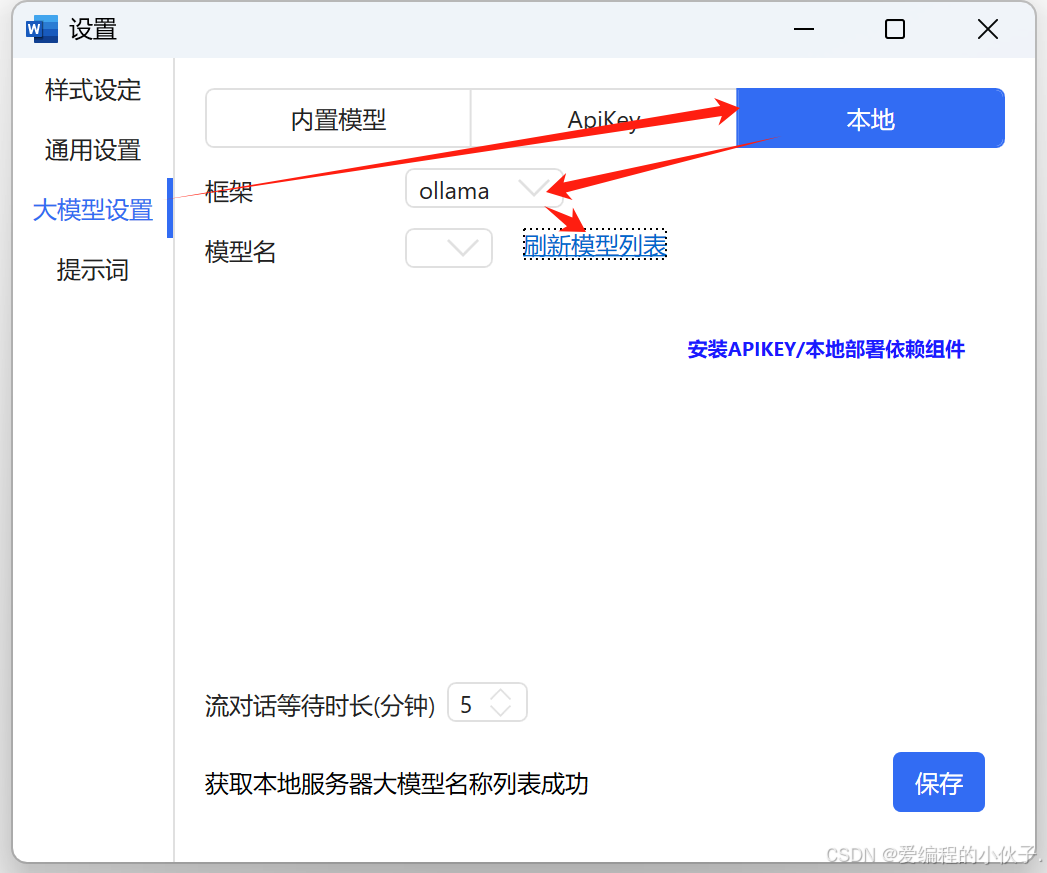 设置
样式设定
通用设置
大模型设置
提示词
内置模型
ApiKey
本地
框架
ollama
模型名
刷新模型列表
安装APIKEY/本地部署依赖组件
流对话等待时长(分钟)
5
获取本地服务器大模型名称列表成功
保存
CSDN @爱编程的小伙子.